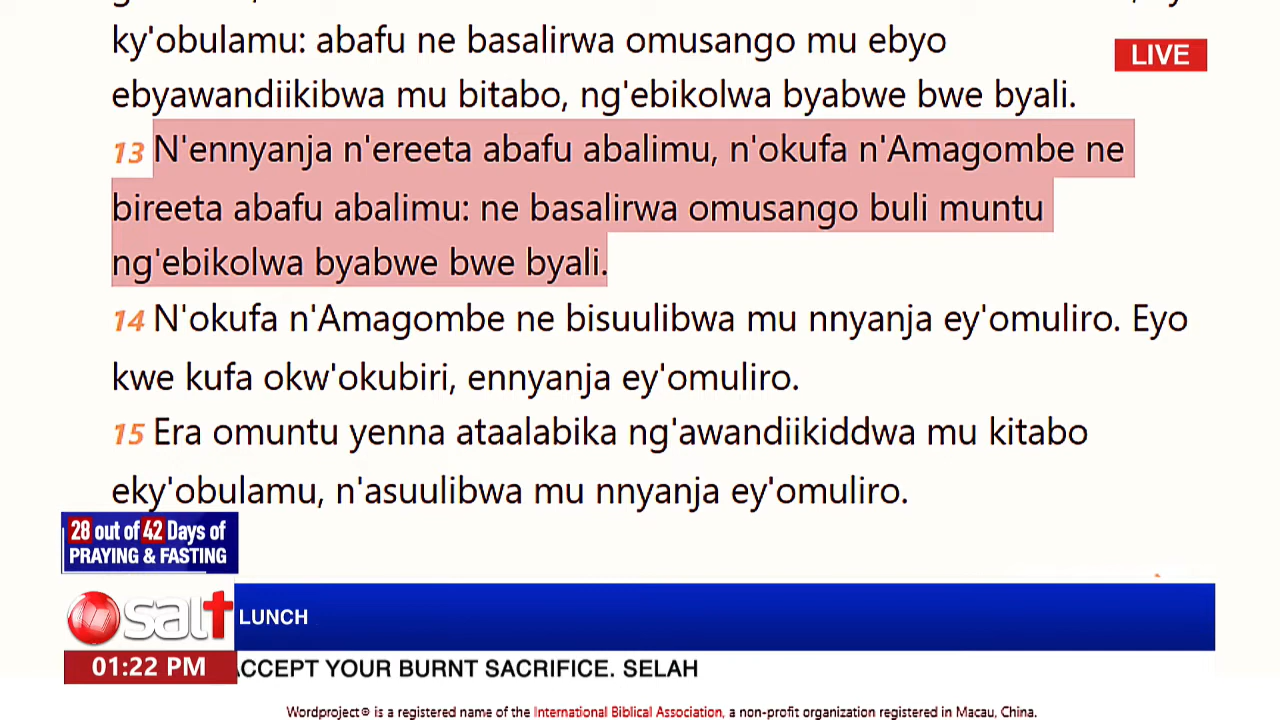 ky'obulamu: abafu ne basalirwa omusango mu ebyo
LIVE
ebyawandiikibwa mu bitabo, ng'ebikolwa byabwe bwe byali.
13 N'ennyanja n'ereeta abafu abalimu, n'okufa n'Amagombe ne
bireeta abafu abalimu: ne basalirwa omusango buli muntu
ng'ebikolwa byabwe bwe byali.
14 N'okufa n'Amagombe ne bisuulibwa mu nnyanja ey'omuliro. Eyo
kwe kufa okw'okubiri, ennyanja ey'omuliro.
15 Era omuntu yenna ataalabika ng'awandiikiddwa mu kitabo
eky'obulamu, n'asuulibwa mu nnyanja ey'omuliro.
28 out of 42 Days of
PRAYING & FASTING
salt
LUNCH
01:22 PM
ACCEPT YOUR BURNT SACRIFICE. SELAH
Wordproject® is a registered name of the International Biblical Association, a non-profit organization registered in Macau, China.